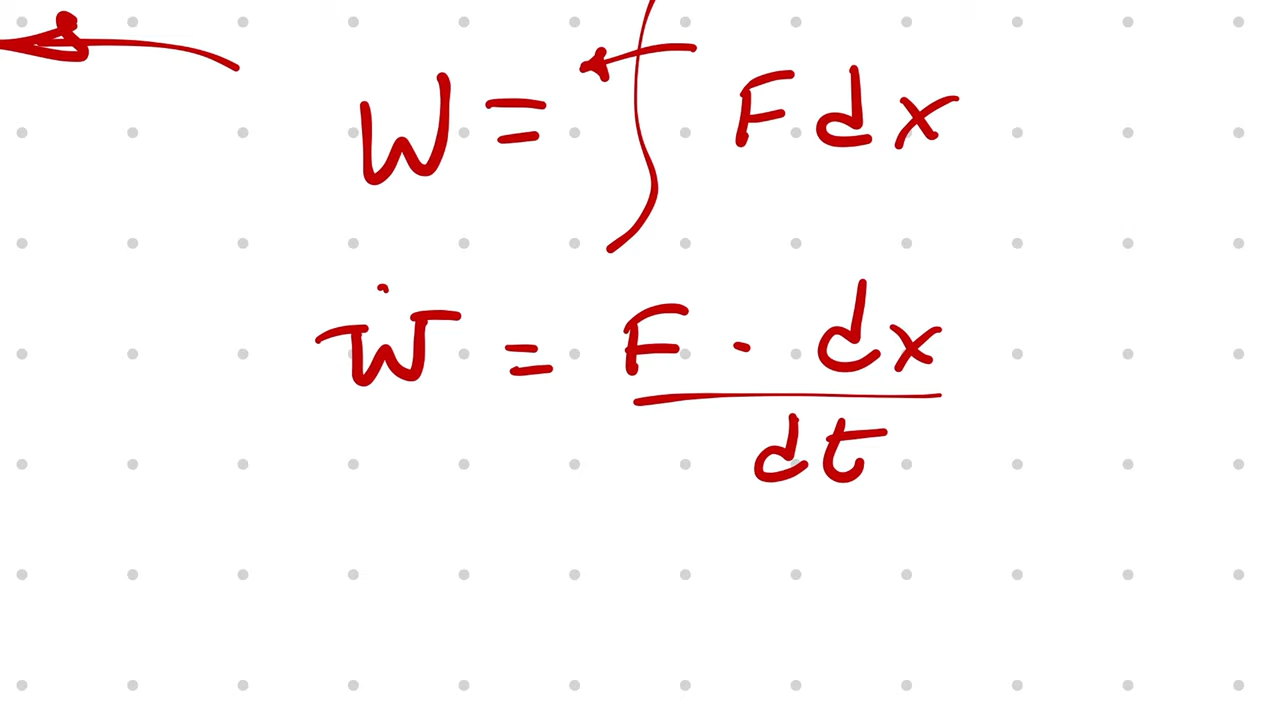 W = ∫ F dx
Ẇ = F · dx
dt